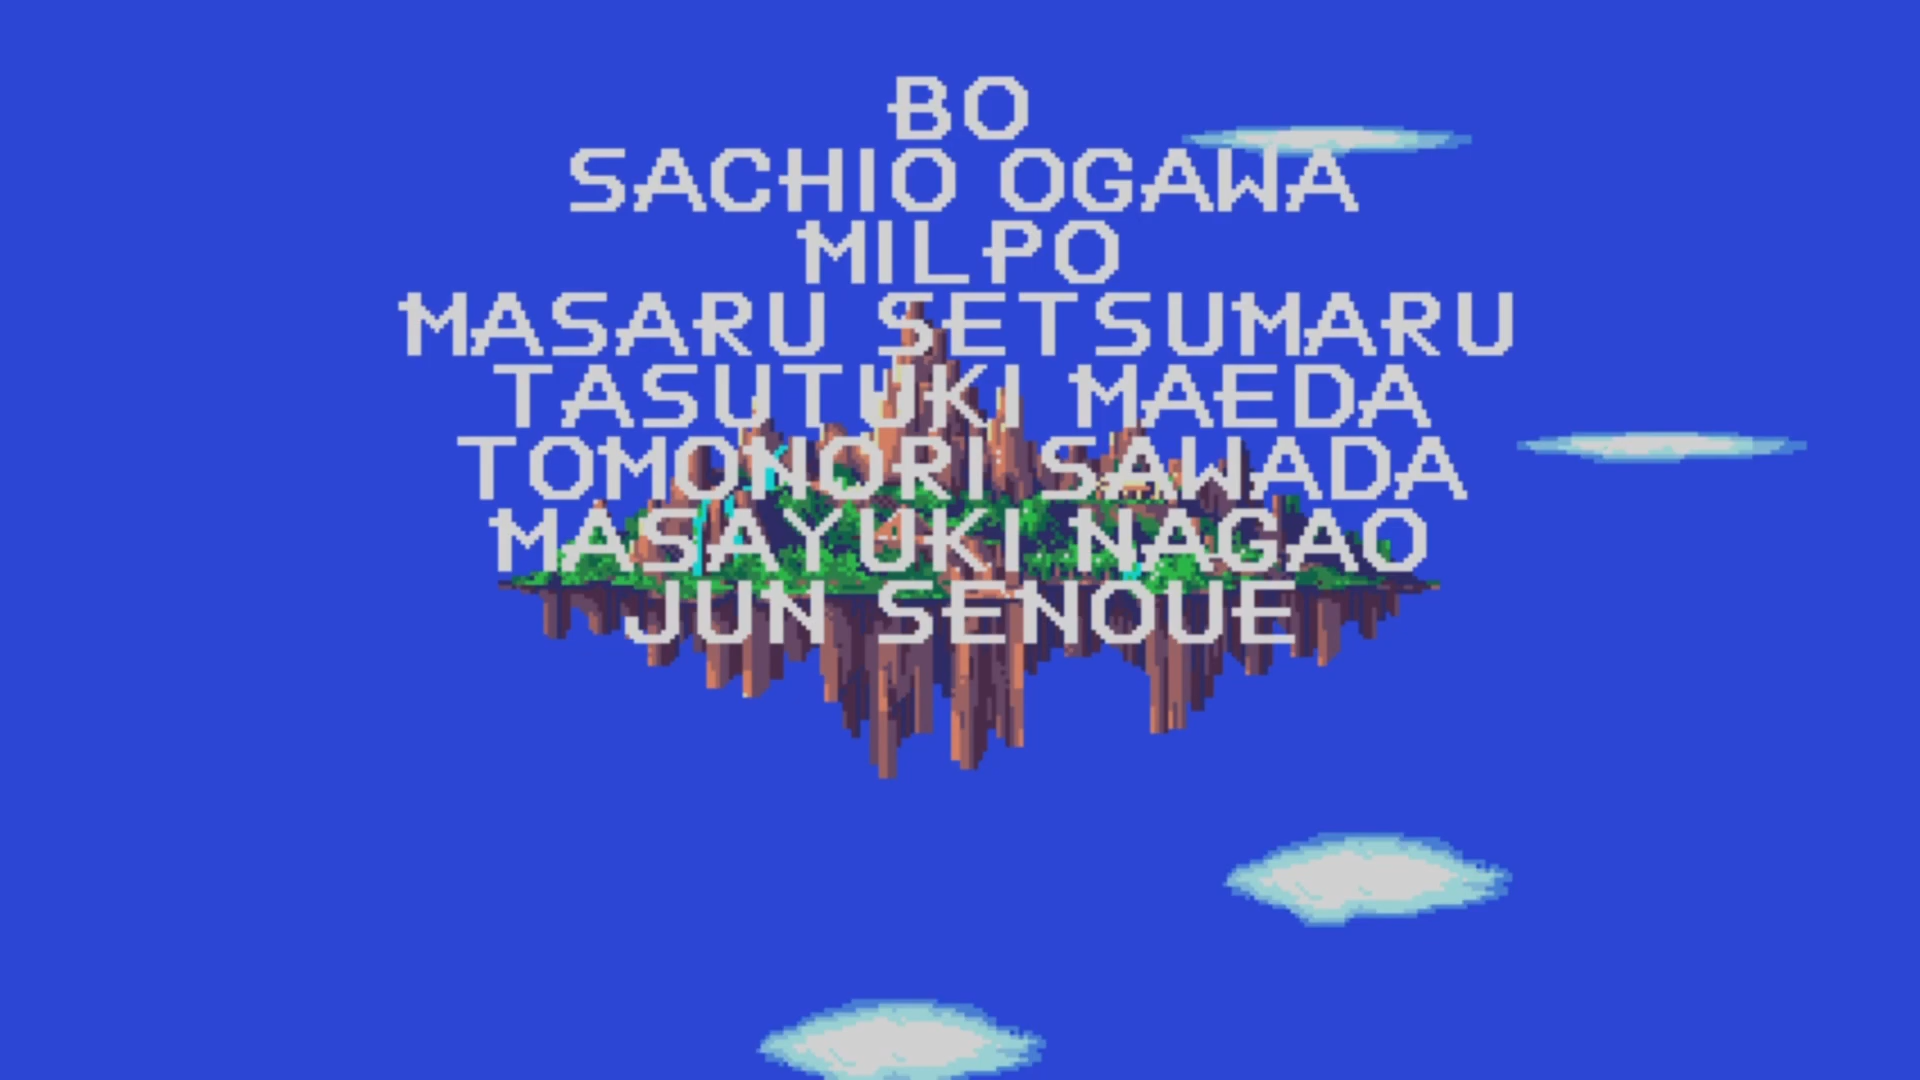 BO
SACHIO OGAWA
MILPO
MASARU SETSUMARU
TASUTUKI MAEDA
TOMONORI SAWADA
MASAYUKI NAGAO
JUN SENOUE